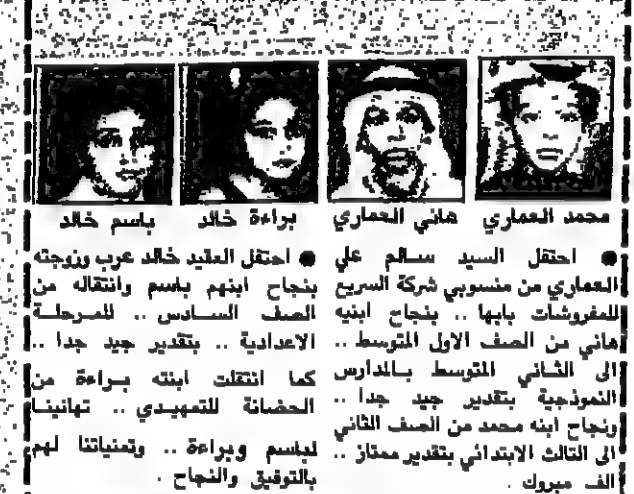 محمد العماري
هاني العماري
براءة خالد
باسم خالد
● احتفل السيد سالم علي
العماري من منسوبي شركة السريع
للمفروشات بابها .. بنجاح ابنيه
هاني من الصف الاول المتوسط ..
الى الثاني المتوسط بالمدارس
النموذجية بتقدير جيد جدا ..
ونجاح ابنه محمد من الصف الثاني
الى الثالث الابتدائي بتقدير ممتاز ..
الف مبروك .
● احتفل العقيد خالد عرب وزوجته
بنجاح ابنهم باسم وانتقاله من
الصف السادس .. للمرحلة
الاعدادية .. بتقدير جيد جدا ..
كما انتقلت ابنته براءة من
الحضانة للتمهيدي .. تهانينا
لباسم وبراءة .. وتمنياتنا لهم
بالتوفيق والنجاح .